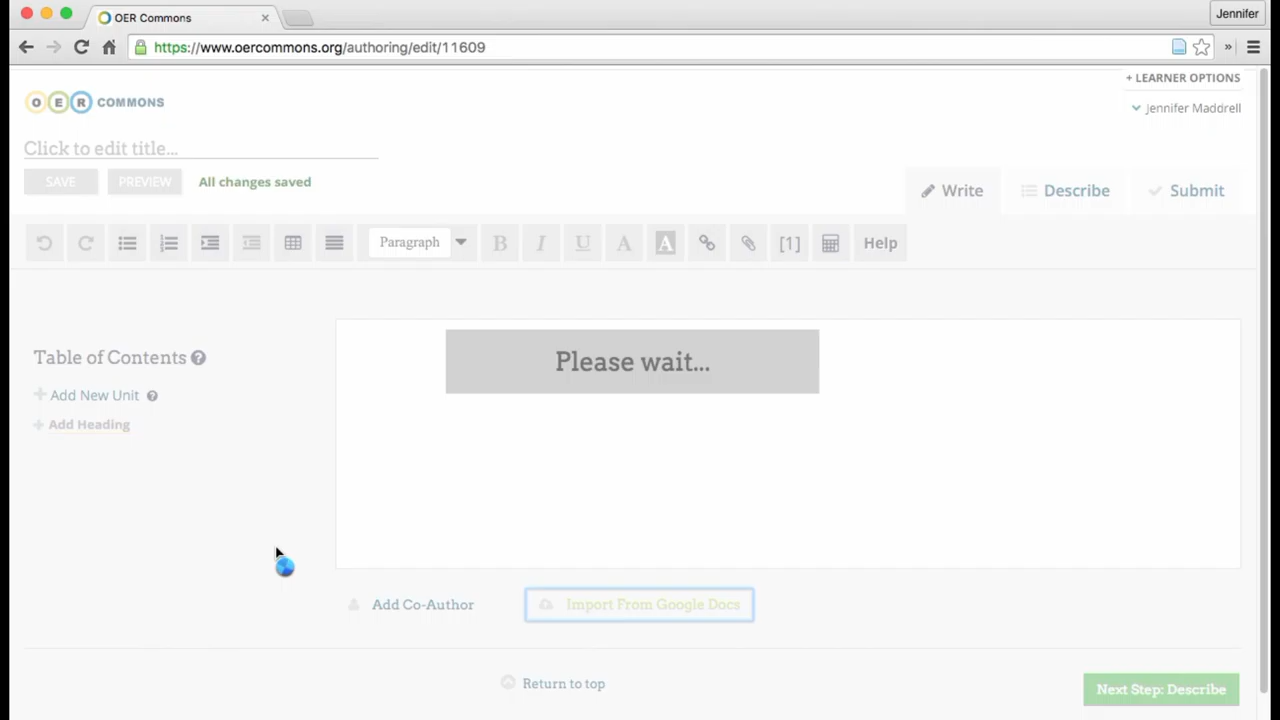 OER Commons
Jennifer
https://www.oercommons.org/authoring/edit/11609
»
+ LEARNER OPTIONS
OER COMMONS
Jennifer Maddrell
Click to edit title...
SAVE PREVIEW All changes saved
Write Describe Submit
Paragraph B I U A A [1] Help
Please wait...
Table of Contents ?
+ Add New Unit ?
+ Add Heading
Add Co-Author Import From Google Docs
Return to top
Next Step: Describe